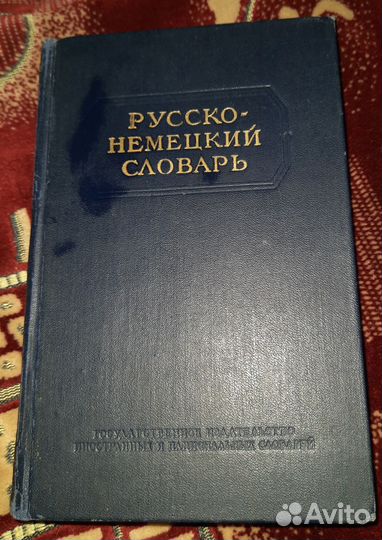 РУССКО-
НЕМЕЦКИЙ
СЛОВАРЬ
ГОСУДАРСТВЕННОЕ ИЗДАТЕЛЬСТВО
ИНОСТРАННЫХ И НАЦИОНАЛЬНЫХ СЛОВАРЕЙ
Avito